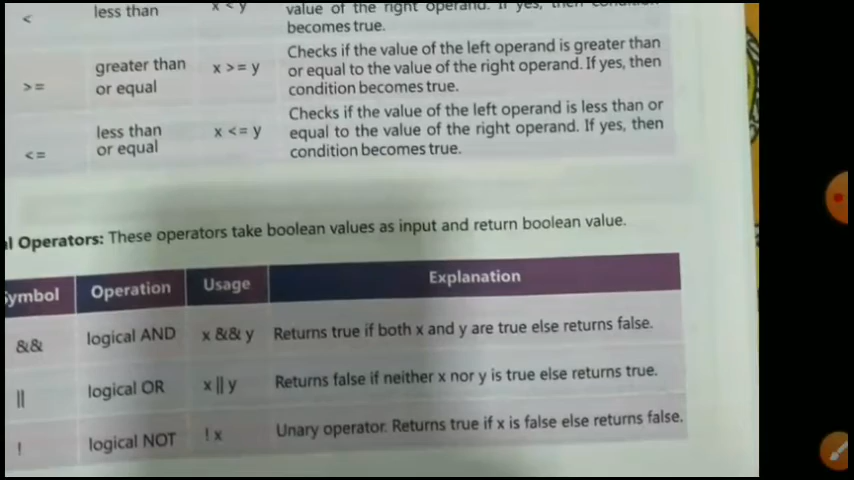 < less than x < y value of the right operand. If yes, then condition
becomes true.
>= greater than or equal x >= y Checks if the value of the left operand is greater than
or equal to the value of the right operand. If yes, then
condition becomes true.
<= less than or equal x <= y Checks if the value of the left operand is less than or
equal to the value of the right operand. If yes, then
condition becomes true.
Operators: These operators take boolean values as input and return boolean value.
Symbol Operation Usage Explanation
&& logical AND x && y Returns true if both x and y are true else returns false.
|| logical OR x || y Returns false if neither x nor y is true else returns true.
! logical NOT ! x Unary operator. Returns true if x is false else returns false.